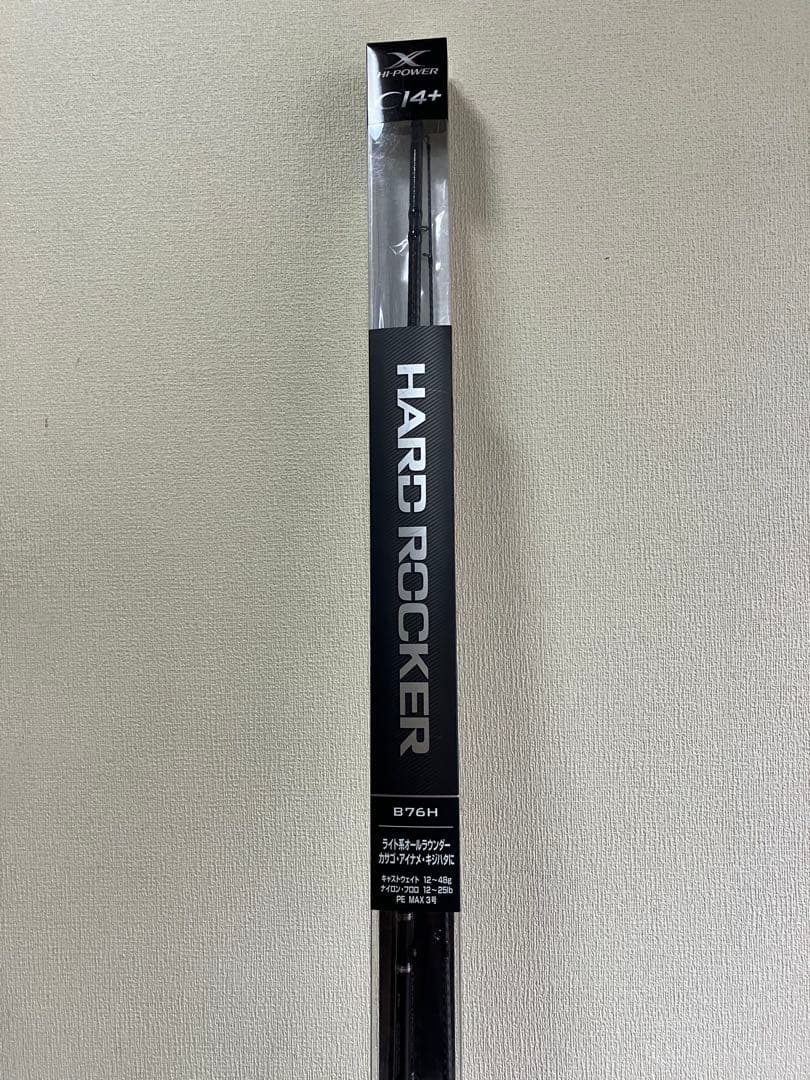 X
HI-POWER
CI4+
HARD ROCKER
B76H
ライト系オールラウンダー
カサゴ・アイナメ・キジハタに
キャストウェイト 12～48g
ナイロン・フロロ 12～25lb
PE MAX 3号